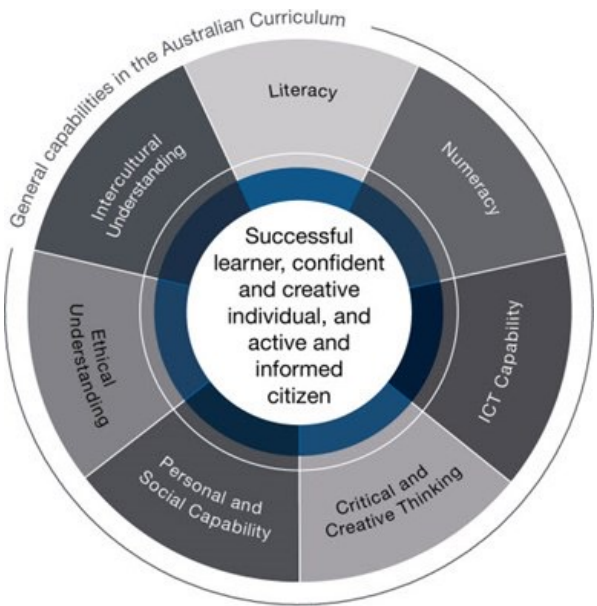 General capabilities in the Australian Curriculum
Literacy
Numeracy
ICT Capability
Critical and
Creative Thinking
Personal and
Social Capability
Ethical
Understanding
Intercultural
Understanding
Successful
learner, confident
and creative
individual, and
active and
informed
citizen